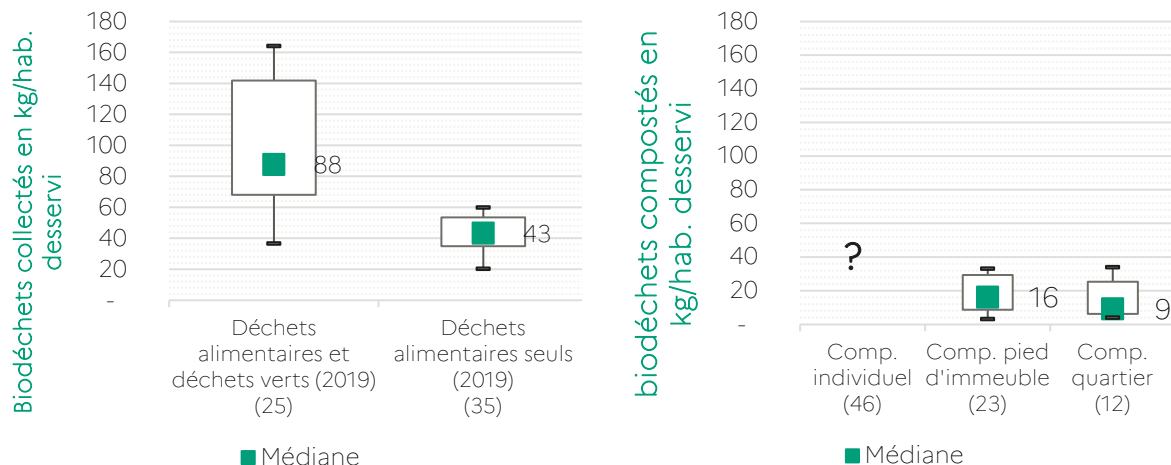 Biodéchets collectés en kg/hab.
desservi
180
160
140
120
100
80
60
40
20
-
88
43
Déchets
alimentaires et
déchets verts (2019)
(25)
Déchets
alimentaires seuls
(2019)
(35)
Médiane
biodéchets compostés en
kg/hab. desservi
180
160
140
120
100
80
60
40
20
-
?
16
9
Comp.
individuel
(46)
Comp. pied
d'immeuble
(23)
Comp.
quartier
(12)
Médiane